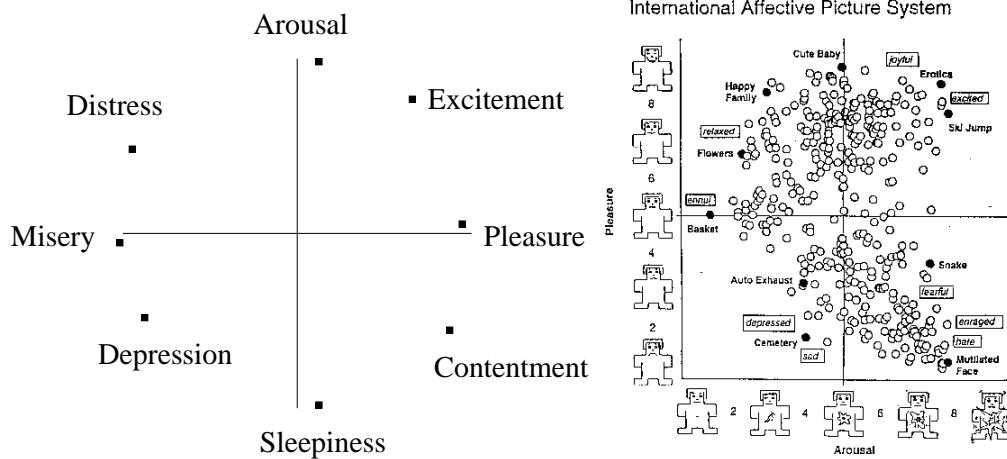 Arousal
Distress
Excitement
Misery
Pleasure
Depression
Contentment
Sleepiness
International Affective Picture System
Cute Baby
joyful
Erotica
Happy
Family
excited
Ski Jump
8
relaxed
Flowers
6
Pleasure
ennui
Basket
4
Snake
Auto Exhaust
fearful
2
depressed
enraged
Cemetery
hate
sad
Mutilated
Face
2 4 6 8
Arousal